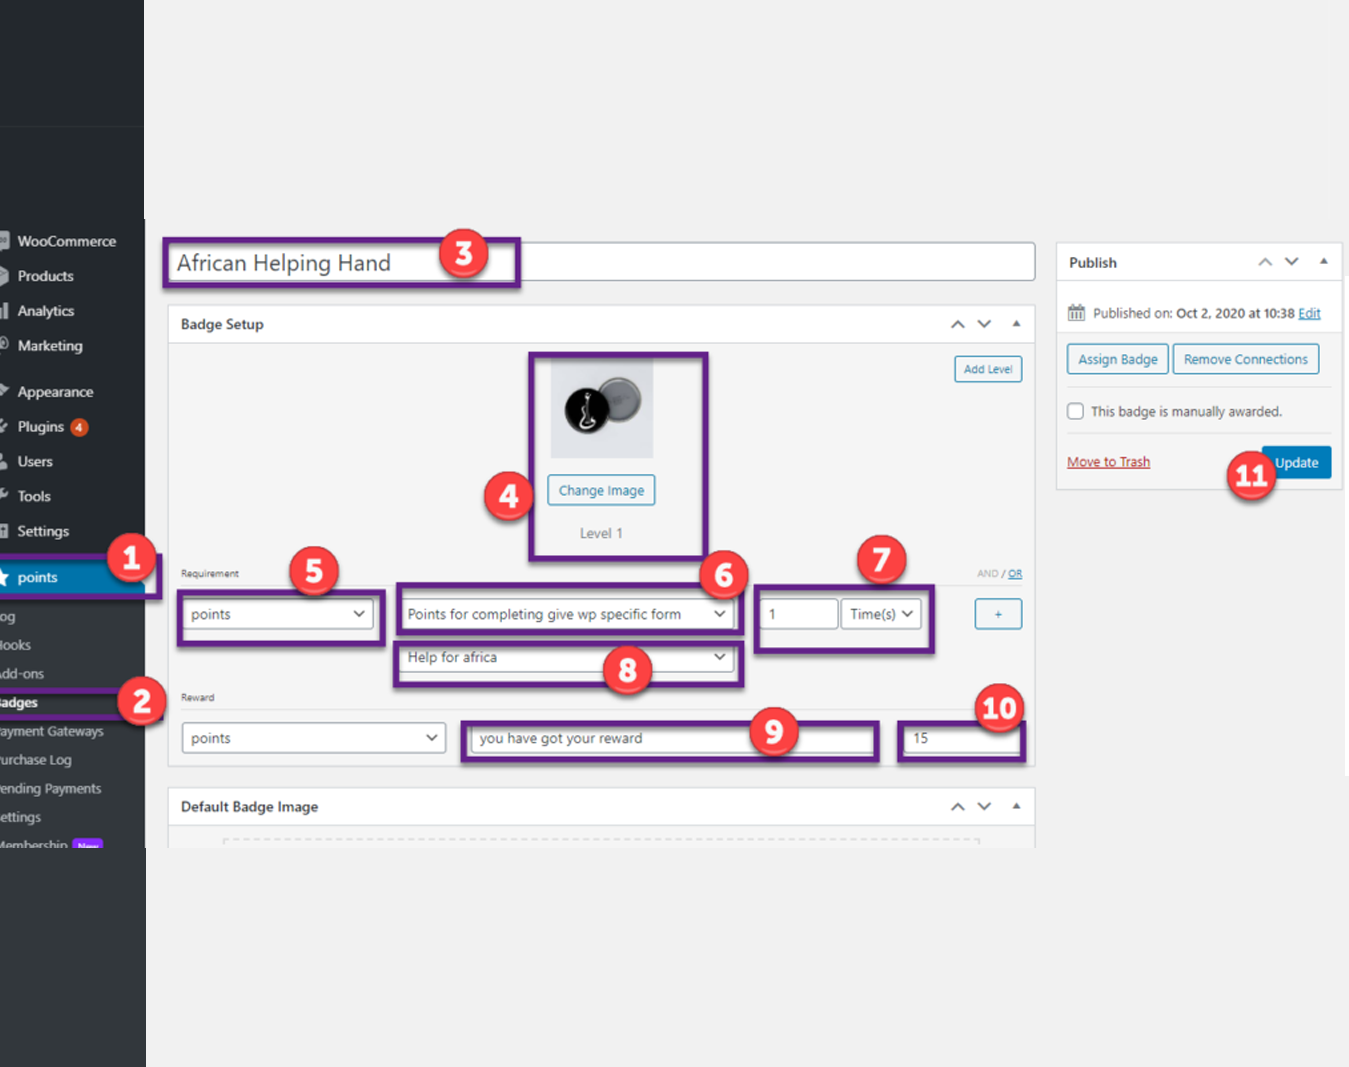 WooCommerce
Products
Analytics
Marketing
Appearance
Plugins 4
Users
Tools
Settings
1
points
og
Hooks
Add-ons
Badges
2
Payment Gateways
Purchase Log
Pending Payments
ettings
Membership New
African Helping Hand
3
Badge Setup
Add Level
4
Change Image
Level 1
5
6
7
Requirement
AND / OR
points
Points for completing give wp specific form
1
Time(s)
+
Help for africa
8
Reward
10
points
you have got your reward
9
15
Default Badge Image
Publish
Published on: Oct 2, 2020 at 10:38 Edit
Assign Badge
Remove Connections
This badge is manually awarded.
Move to Trash
11
Update